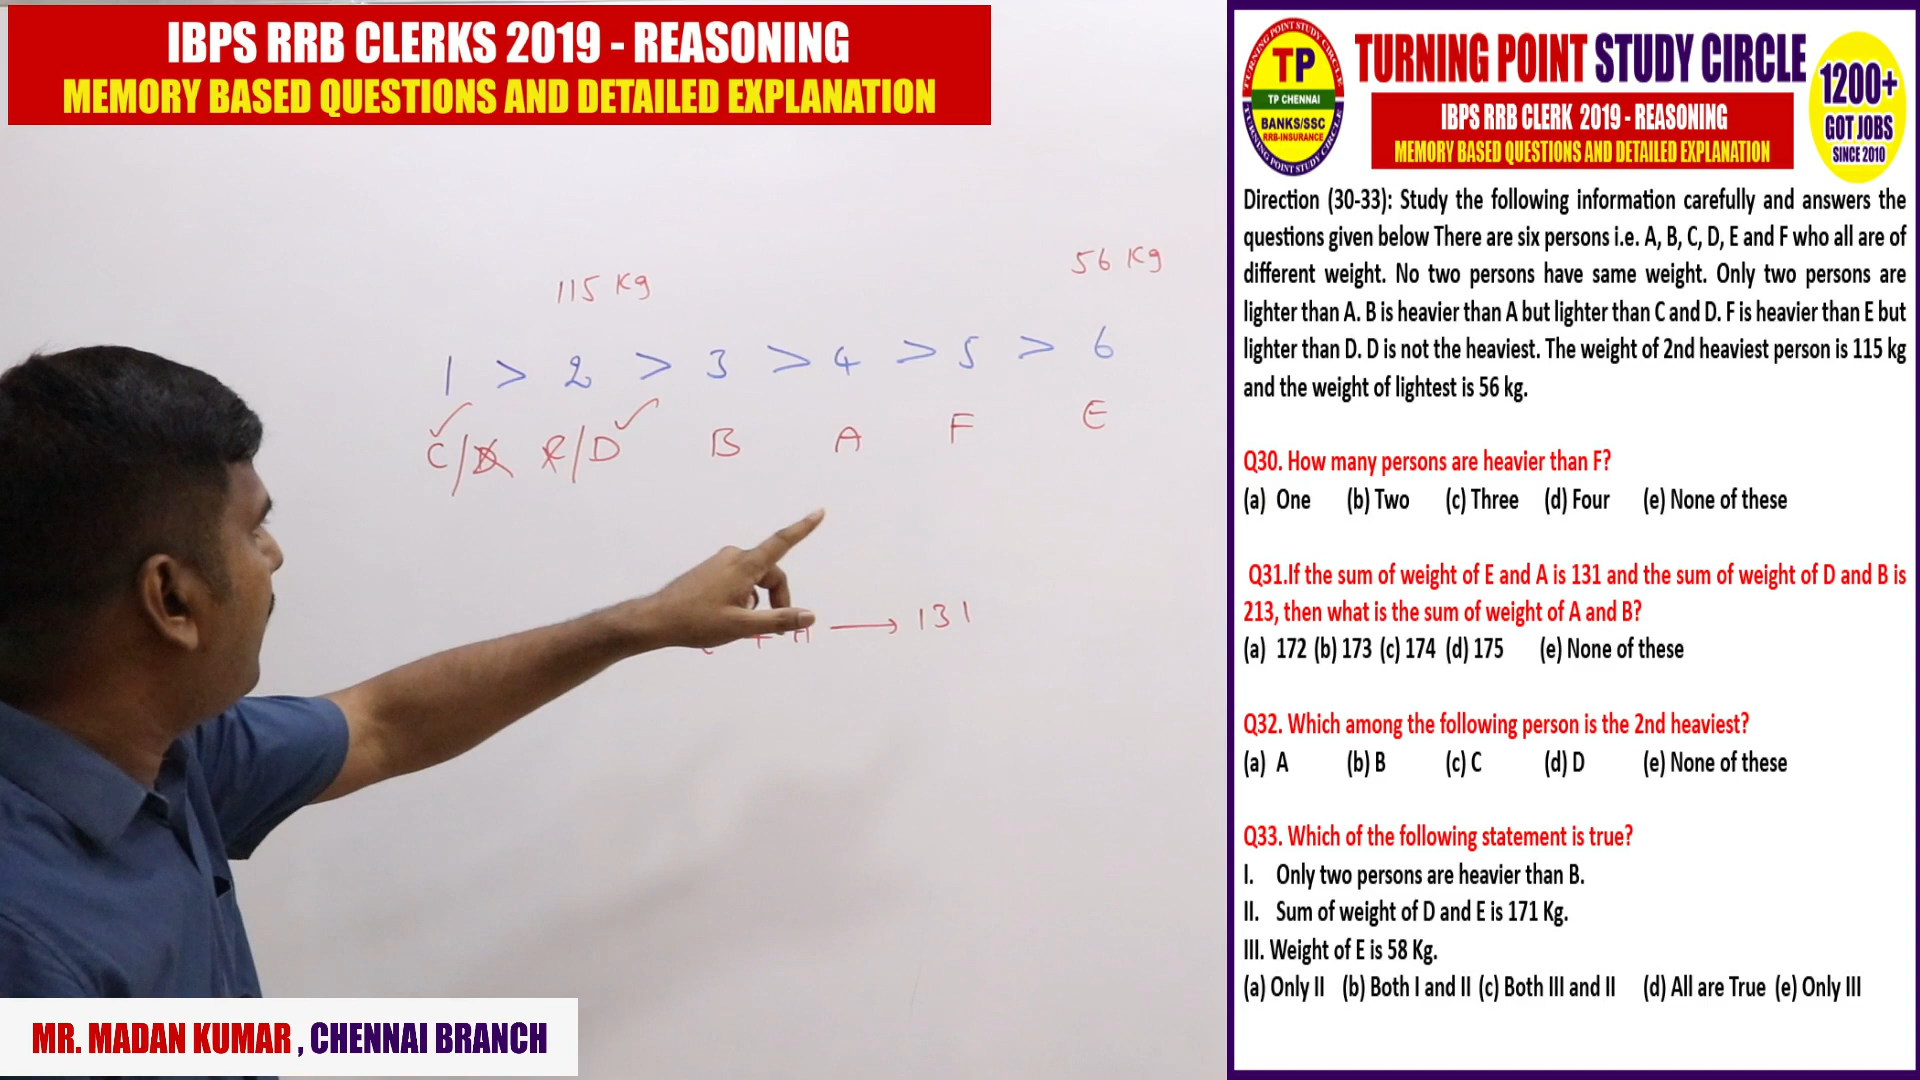 IBPS RRB CLERKS 2019 - REASONING
MEMORY BASED QUESTIONS AND DETAILED EXPLANATION
115 Kg
56 Kg
1 > 2 > 3 > 4 > 5 > 6
C/D R/D B A F E
+ A → 131
MR. MADAN KUMAR , CHENNAI BRANCH
TURNING POINT STUDY CIRCLE
TP
TP CHENNAI
BANKS/SSC
RRB-INSURANCE
TURNING POINT STUDY CIRCLE
IBPS RRB CLERK 2019 - REASONING
MEMORY BASED QUESTIONS AND DETAILED EXPLANATION
1200+
GOT JOBS
SINCE 2010
Direction (30-33): Study the following information carefully and answers the
questions given below There are six persons i.e. A, B, C, D, E and F who all are of
different weight. No two persons have same weight. Only two persons are
lighter than A. B is heavier than A but lighter than C and D. F is heavier than E but
lighter than D. D is not the heaviest. The weight of 2nd heaviest person is 115 kg
and the weight of lightest is 56 kg.
Q30. How many persons are heavier than F?
(a) One (b) Two (c) Three (d) Four (e) None of these
Q31.If the sum of weight of E and A is 131 and the sum of weight of D and B is
213, then what is the sum of weight of A and B?
(a) 172 (b) 173 (c) 174 (d) 175 (e) None of these
Q32. Which among the following person is the 2nd heaviest?
(a) A (b) B (c) C (d) D (e) None of these
Q33. Which of the following statement is true?
I. Only two persons are heavier than B.
II. Sum of weight of D and E is 171 Kg.
III. Weight of E is 58 Kg.
(a) Only II (b) Both I and II (c) Both III and II (d) All are True (e) Only III